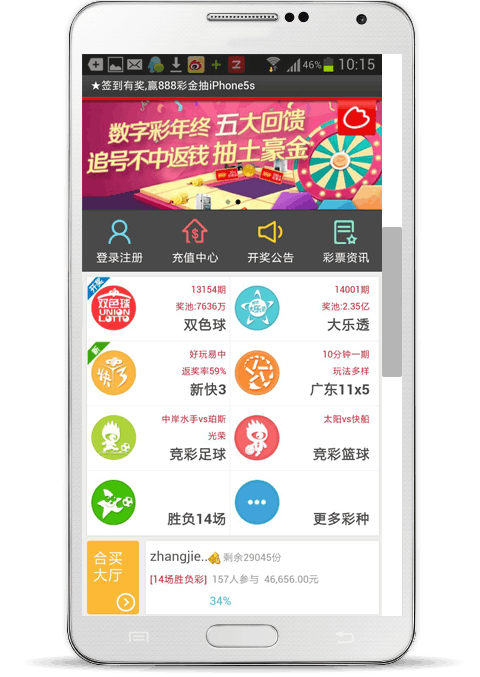 46% 10:15
★签到有奖,赢888彩金抽iPhone5s
数字彩年终 五大回馈
追号不中返钱 抽土豪金
登录注册 充值中心 开奖公告 彩票资讯
开奖
双色球
UNION
LOTTO
13154期
奖池:7636万
双色球
大乐透
14001期
奖池:2.35亿
大乐透
新
快3
好玩易中
返奖率59%
新快3
10分钟一期
玩法多样
广东11x5
中岸水手vs珀斯
光荣
竞彩足球
太阳vs快船
竞彩篮球
胜负14场
更多彩种
合买
大厅
zhangjie.. 剩余29045份
[14场胜负彩] 157人参与 46,656.00元
34%